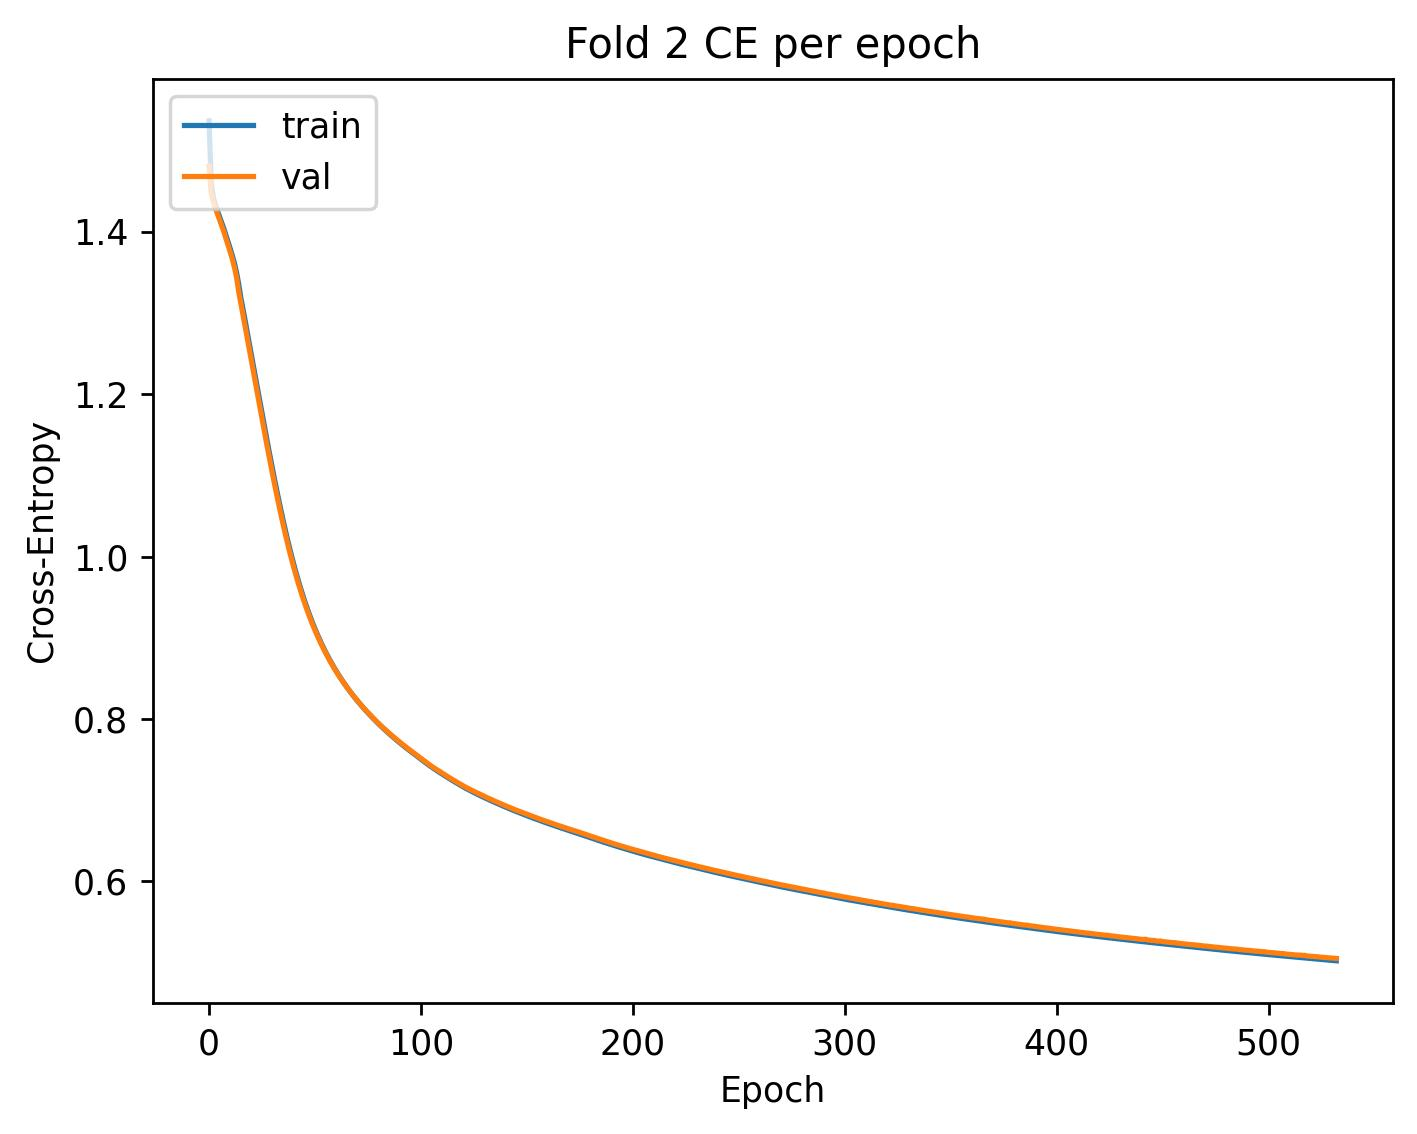 Fold 2 CE per epoch
train
val
1.4
1.2
1.0
0.8
0.6
Cross-Entropy
0 100 200 300 400 500
Epoch